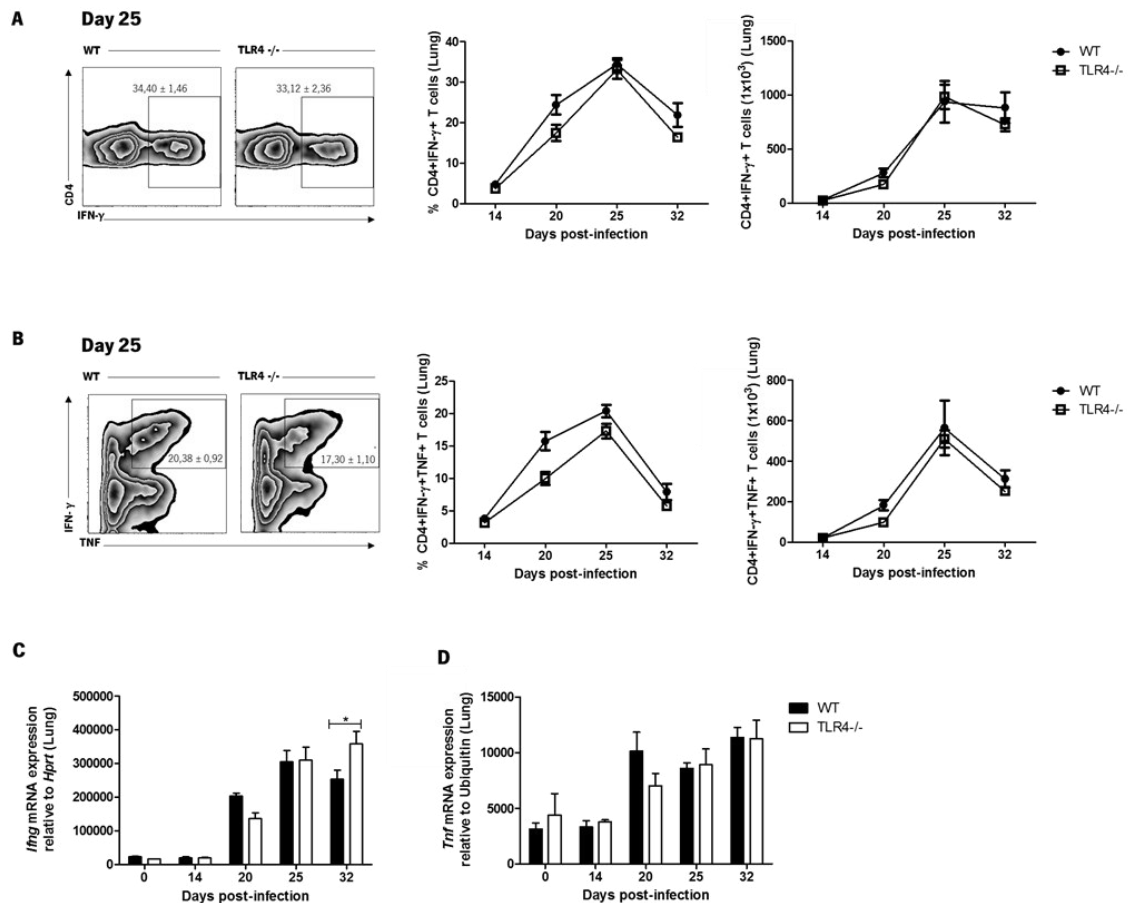 A
Day 25
WT
TLR4 -/-
34,40 ± 1,46
33,12 ± 2,36
CD4
IFN-γ
% CD4+IFN-γ+ T cells (Lung)
40
30
20
10
0
14 20 25 32
Days post-infection
CD4+IFN-γ+ T cells (1x10³) (Lung)
1500
1000
500
0
14 20 25 32
Days post-infection
WT
TLR4-/-
B
Day 25
WT
TLR4 -/-
20,38 ± 0,92
17,30 ± 1,10
IFN- γ
TNF
% CD4+IFN-γ+TNF+ T cells (Lung)
25
20
15
10
5
0
14 20 25 32
Days post-infection
CD4+IFN-γ+TNF+ T cells (1x10³) (Lung)
800
600
400
200
0
14 20 25 32
Days post-infection
WT
TLR4-/-
C
Ifng mRNA expression
relative to Hprt (Lung)
500000
400000
300000
200000
100000
0
*
0 14 20 25 32
Days post-infection
D
Tnf mRNA expression
relative to Ubiquitin (Lung)
15000
10000
5000
0
0 14 20 25 32
Days post-infection
WT
TLR4-/-